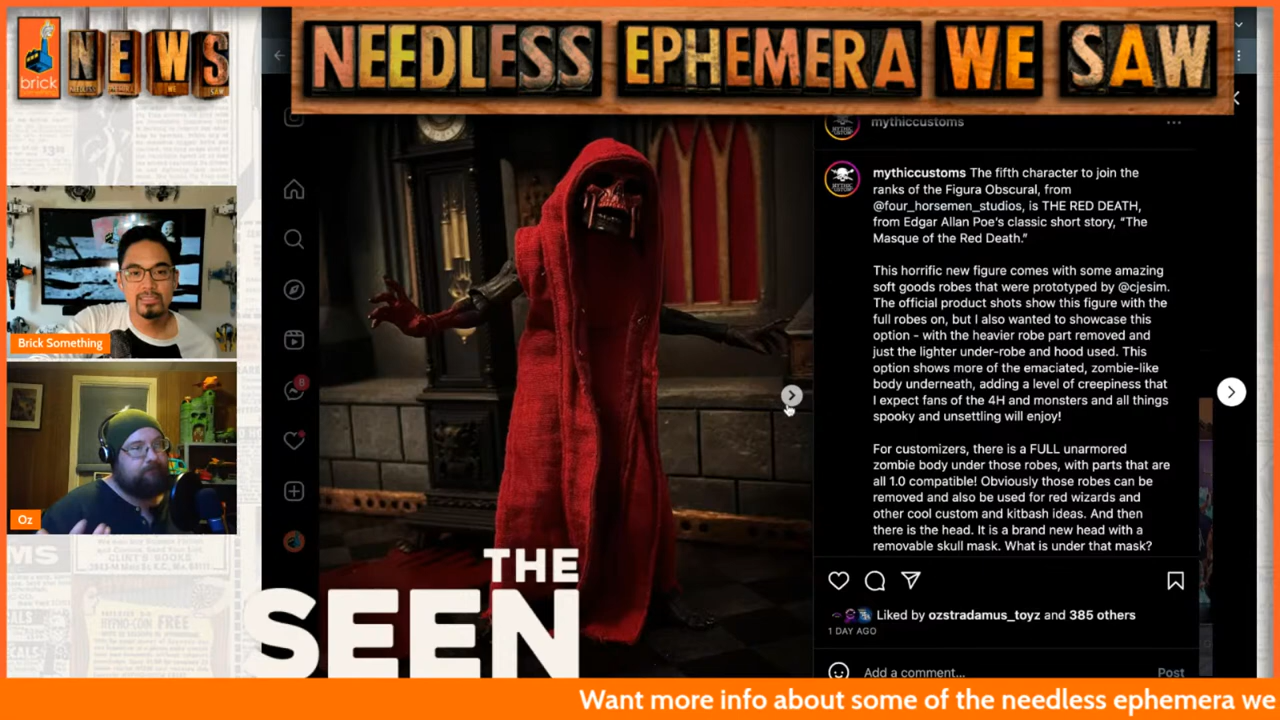 brick
NEWS
NEEDLESS EPHEMERA WE SAW
NEEDLESS EPHEMERA WE SAW
mythiccustoms
mythiccustoms The fifth character to join the
ranks of the Figura Obscural, from
@four_horsemen_studios, is THE RED DEATH,
from Edgar Allan Poe's classic short story, "The
Masque of the Red Death."
This horrific new figure comes with some amazing
soft goods robes that were prototyped by @cjesim.
The official product shots show this figure with the
full robes on, but I also wanted to showcase this
option - with the heavier robe part removed and
just the lighter under-robe and hood used. This
option shows more of the emaciated, zombie-like
body underneath, adding a level of creepiness that
I expect fans of the 4H and monsters and all things
spooky and unsettling will enjoy!
For customizers, there is a FULL unarmored
zombie body under those robes, with parts that are
all 1.0 compatible! Obviously those robes can be
removed and also be used for red wizards and
other cool custom and kitbash ideas. And then
there is the head. It is a brand new head with a
removable skull mask. What is under that mask?
8
Brick Something
Oz
Liked by ozstradamus_toyz and 385 others
1 DAY AGO
Add a comment...
Post
THE
SEEN
CLINT'S BOOKS
FREE
Want more info about some of the needless ephemera we